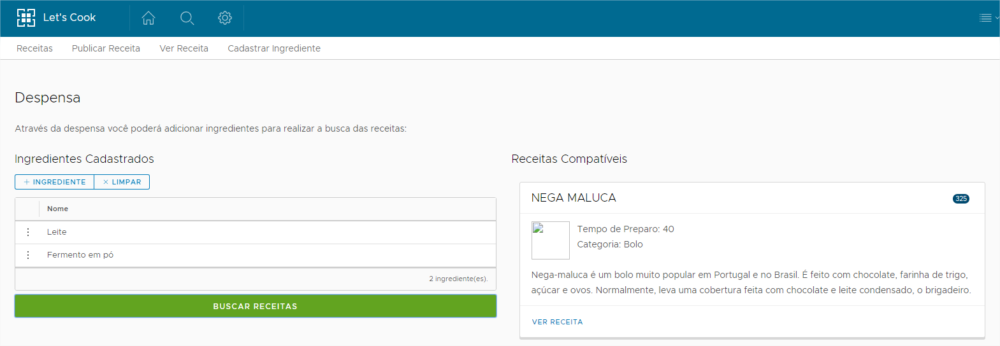 Let's Cook
Receitas Publicar Receita Ver Receita Cadastrar Ingrediente
Despensa
Através da despensa você poderá adicionar ingredientes para realizar a busca das receitas:
Ingredientes Cadastrados
INGREDIENTE LIMPAR
Nome
Leite
Fermento em pó
2 ingrediente(es).
BUSCAR RECEITAS
Receitas Compatíveis
NEGA MALUCA 325
Tempo de Preparo: 40
Categoria: Bolo
Nega-maluca é um bolo muito popular em Portugal e no Brasil. É feito com chocolate, farinha de trigo,
açúcar e ovos. Normalmente, leva uma cobertura feita com chocolate e leite condensado, o brigadeiro.
VER RECEITA